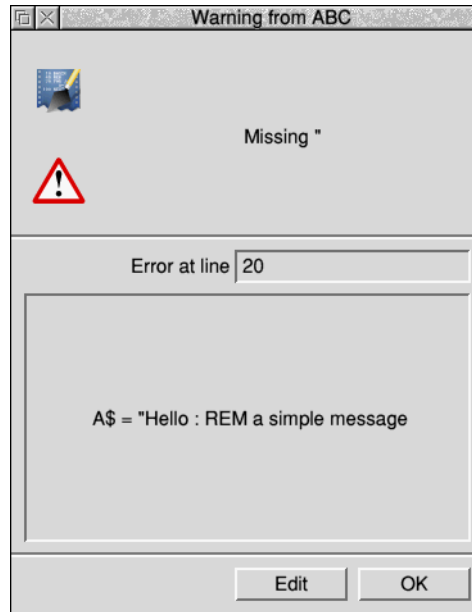 Warning from ABC
Missing "
Error at line 20
A$ = "Hello : REM a simple message
Edit OK